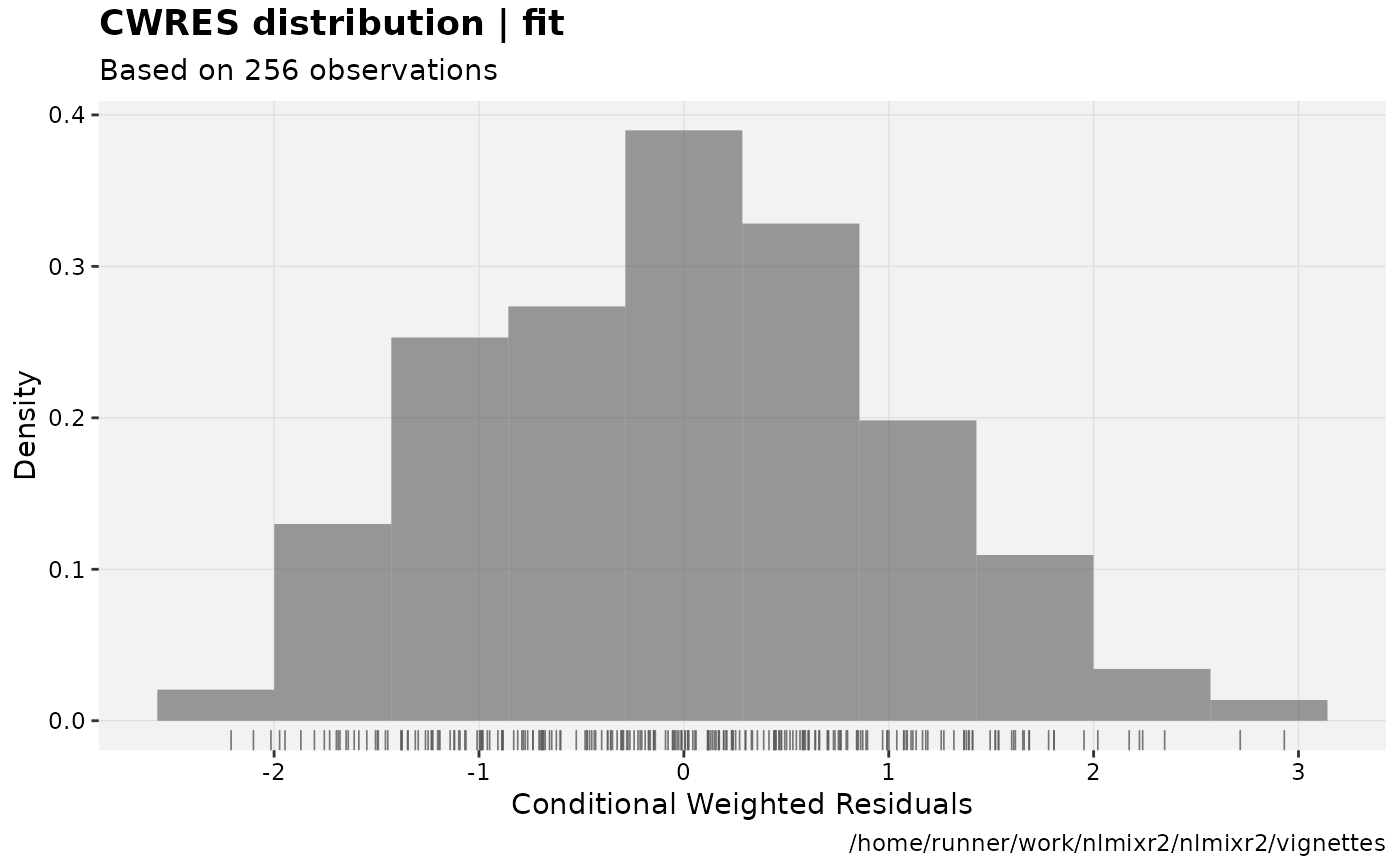 CWRES distribution | fit
Based on 256 observations
0.4
0.3
0.2
0.1
0.0
Density
-2 -1 0 1 2 3
Conditional Weighted Residuals
/home/runner/work/nlmixr2/nlmixr2/vignettes